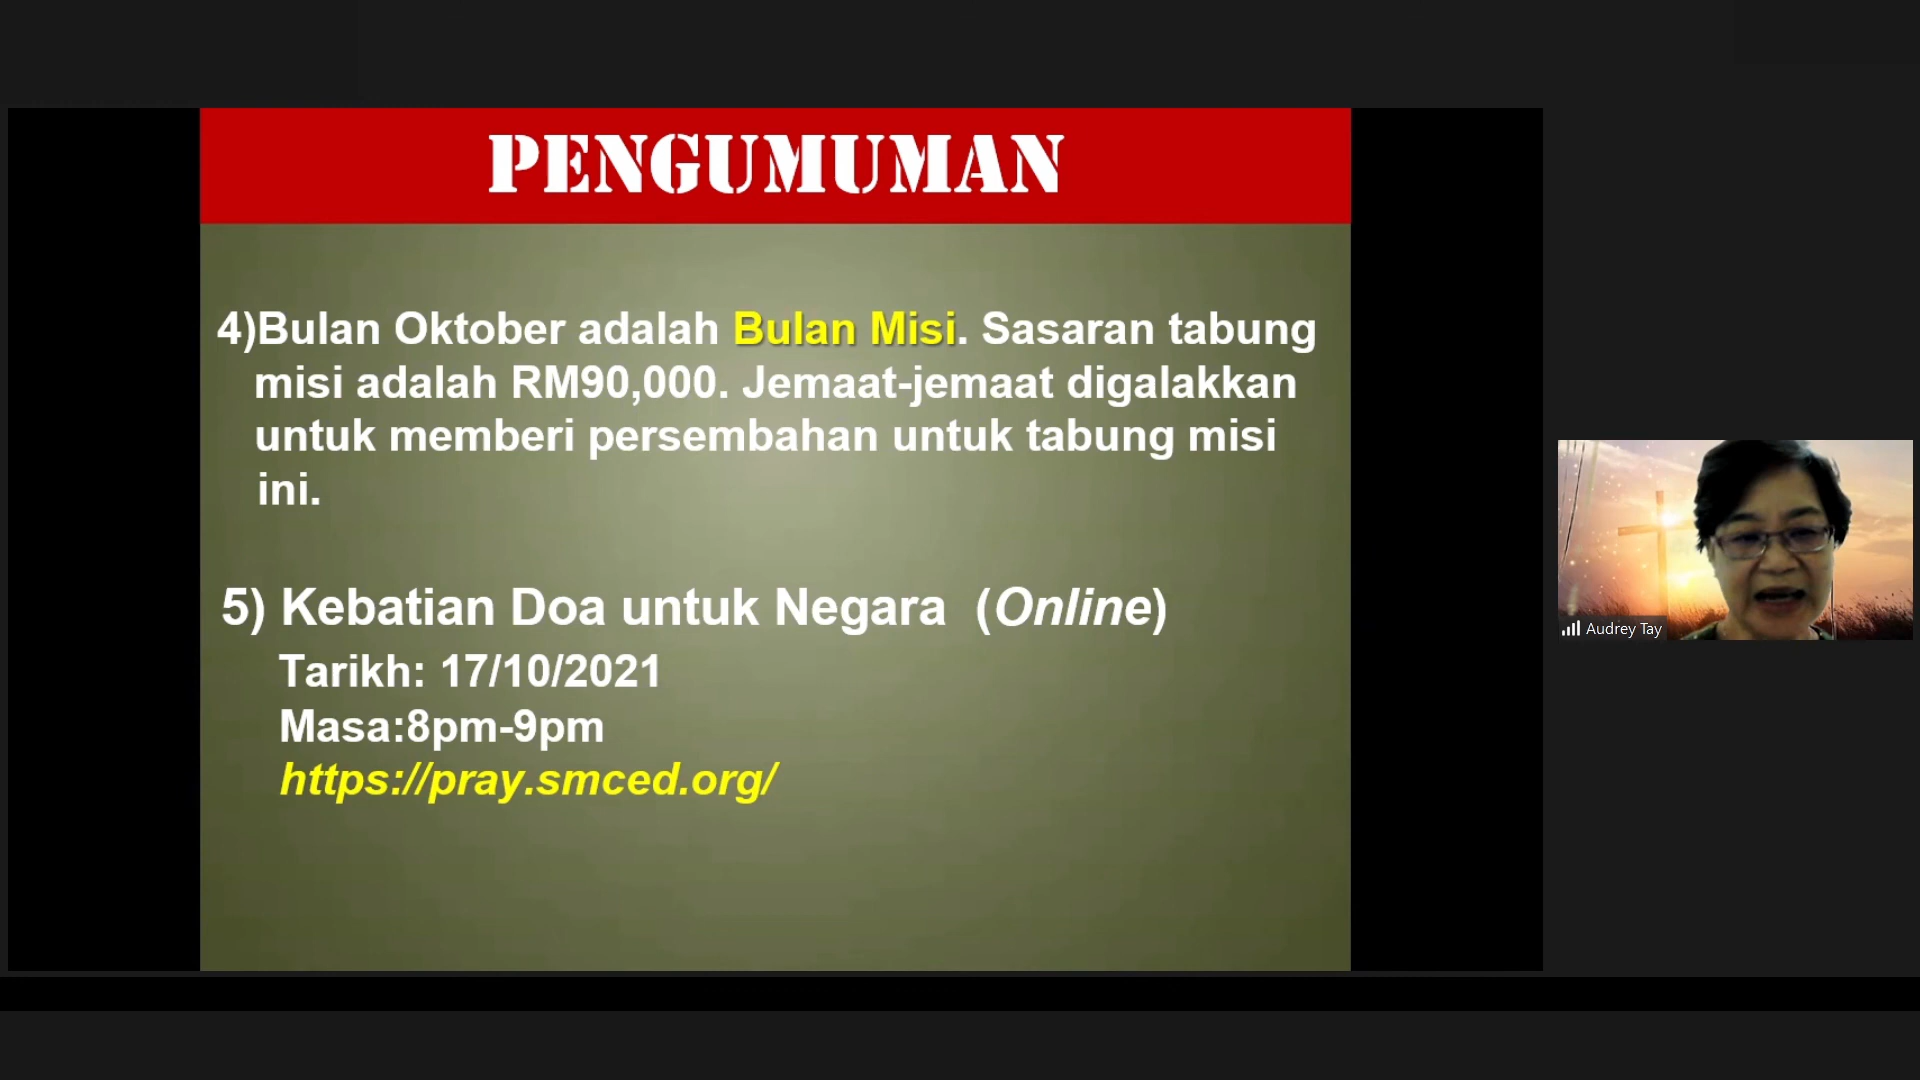 PENGUMUMAN
4)Bulan Oktober adalah Bulan Misi. Sasaran tabung
misi adalah RM90,000. Jemaat-jemaat digalakkan
untuk memberi persembahan untuk tabung misi
ini.
5) Kebatian Doa untuk Negara (Online)
Tarikh: 17/10/2021
Masa:8pm-9pm
https://pray.smced.org/
Audrey Tay